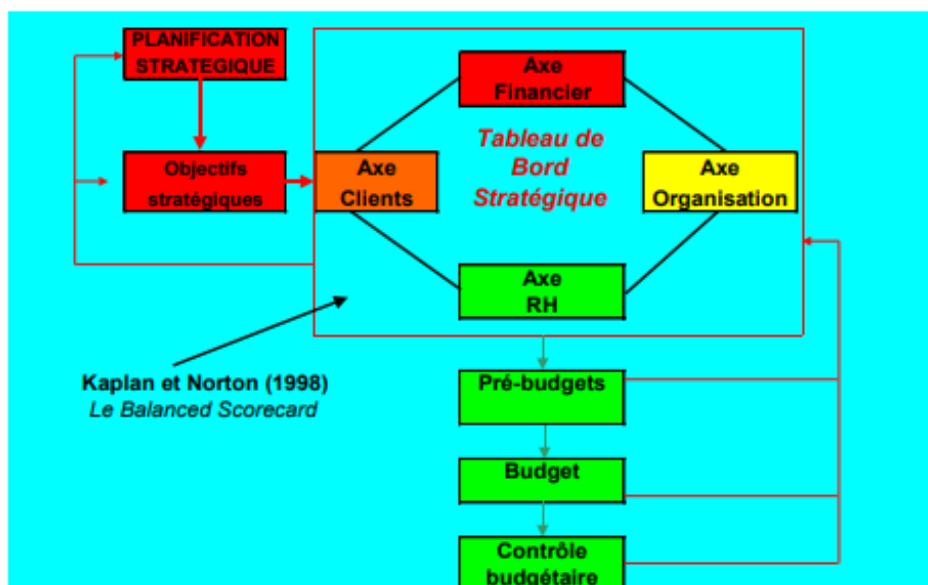 PLANIFICATION
STRATEGIQUE
Objectifs
stratégiques
Axe
Financier
Tableau de
Bord
Stratégique
Axe
Clients
Axe
Organisation
Axe
RH
Kaplan et Norton (1998)
Le Balanced Scorecard
Pré-budgets
Budget
Contrôle
budgétaire